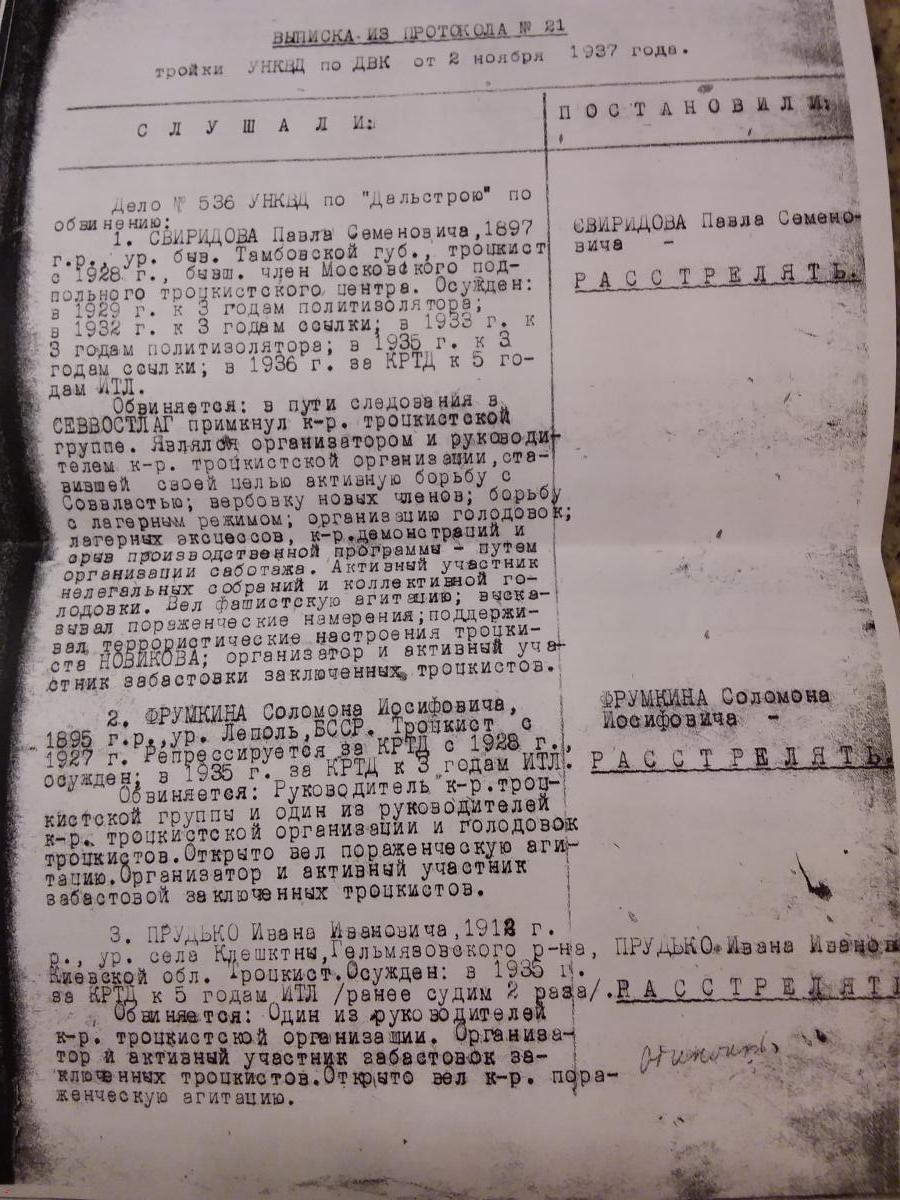 ВЫПИСКА ИЗ ПРОТОКОЛА № 21
тройки УНКВД по ДВК от 2 ноября 1937 года.
С Л У Ш А Л И:
П О С Т А Н О В И Л И:
Дело № 536 УНКВД по "Дальстрою" по
обвинению:
1. СВИРИДОВА Павла Семеновича,1897
г.р., ур. быв. Тамбовской губ., троцкист
с 1928 г., бывш. член Московского под-
польного троцкистского центра. Осужден:
в 1929 г. к 3 годам политизолятора;
в 1932 г. к 3 годам ссылки; в 1933 г. к
3 годам политизолятора; в 1935 г. к 3
годам ссылки; в 1936 г. за КРТД к 5 го-
дам ИТЛ.
СВИРИДОВА Павла Семено-
вича -
Р А С С Т Р Е Л Я Т Ь.
Обвиняется: в пути следования в
СЕВВОСТЛАГ примкнул к-р. троцкистской
группе. Являлся организатором и руководи-
телем к-р. троцкистской организации,ста-
вившей своей целью активную борьбу с
Соввластью; вербовку новых членов; борьбу
с лагерным режимом; организацию голодовок;
лагерных эксцессов, к-р.демонстраций и
срыв производственной программы - путем
организации саботажа. Активный участник
нелегальных собраний и коллективной го-
лодовки. Вел фашистскую агитацию; выска-
зывал пораженческие намерения;поддержи-
вал террористические настроения троцки-
ста НОВИКОВА; организатор и активный уча-
стник забастовки заключенных троцкистов.
2. ФРУМКИНА Соломона Иосифовича,
1895 г.р.,ур. Леполь,БССР. Троцкист с
1927 г. Репрессируется за КРТД с 1928 г.,
осужден; в 1935 г. за КРТД к 3 годам ИТЛ.
ФРУМКИНА Соломона
Иосифовича -
Р А С С Т Р Е Л Я Т Ь.
Обвиняется: Руководитель к-р.троц-
кистской группы и один из руководителей
к-р. троцкистской организации и голодовок
троцкистов.Открыто вел пораженческую аги-
тацию.Организатор и активный участник
забастовой заключенных троцкистов.
3. ПРУДЬКО Ивана Ивановича,1912 г.
р., ур. села Клешктны,Гельмязовского р-на,
Киевской обл. Троцкист.Осужден: в 1935 г.
за КРТД к 5 годам ИТЛ /ранее судим 2 раза/.
ПРУДЬКО Ивана Иванов
Р А С С Т Р Е Л Я Т Ь
Обвиняется: Один из руководителей
к-р. троцкистской организации. Организа-
тор и активный участник забастовок за-
ключенных троцкистов.Открыто вел к-р. пора-
женческую агитацию.